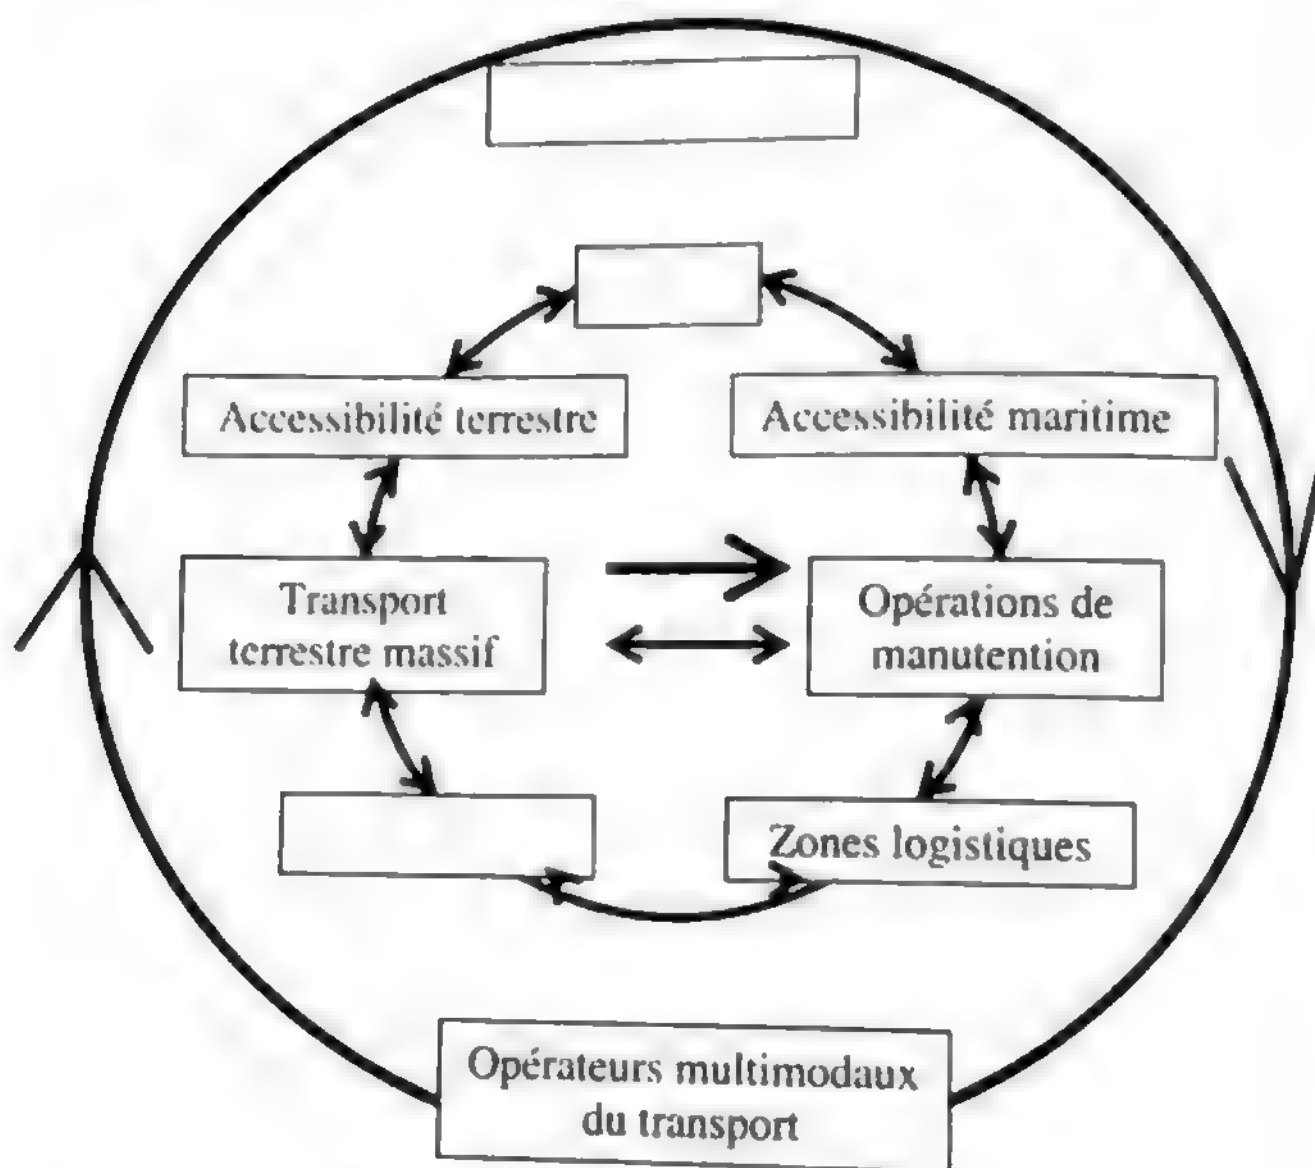 Accessibilité terrestre
Accessibilité maritime
Transport
terrestre massif
Opérations de
manutention
Zones logistiques
Opérateurs multimodaux
du transport